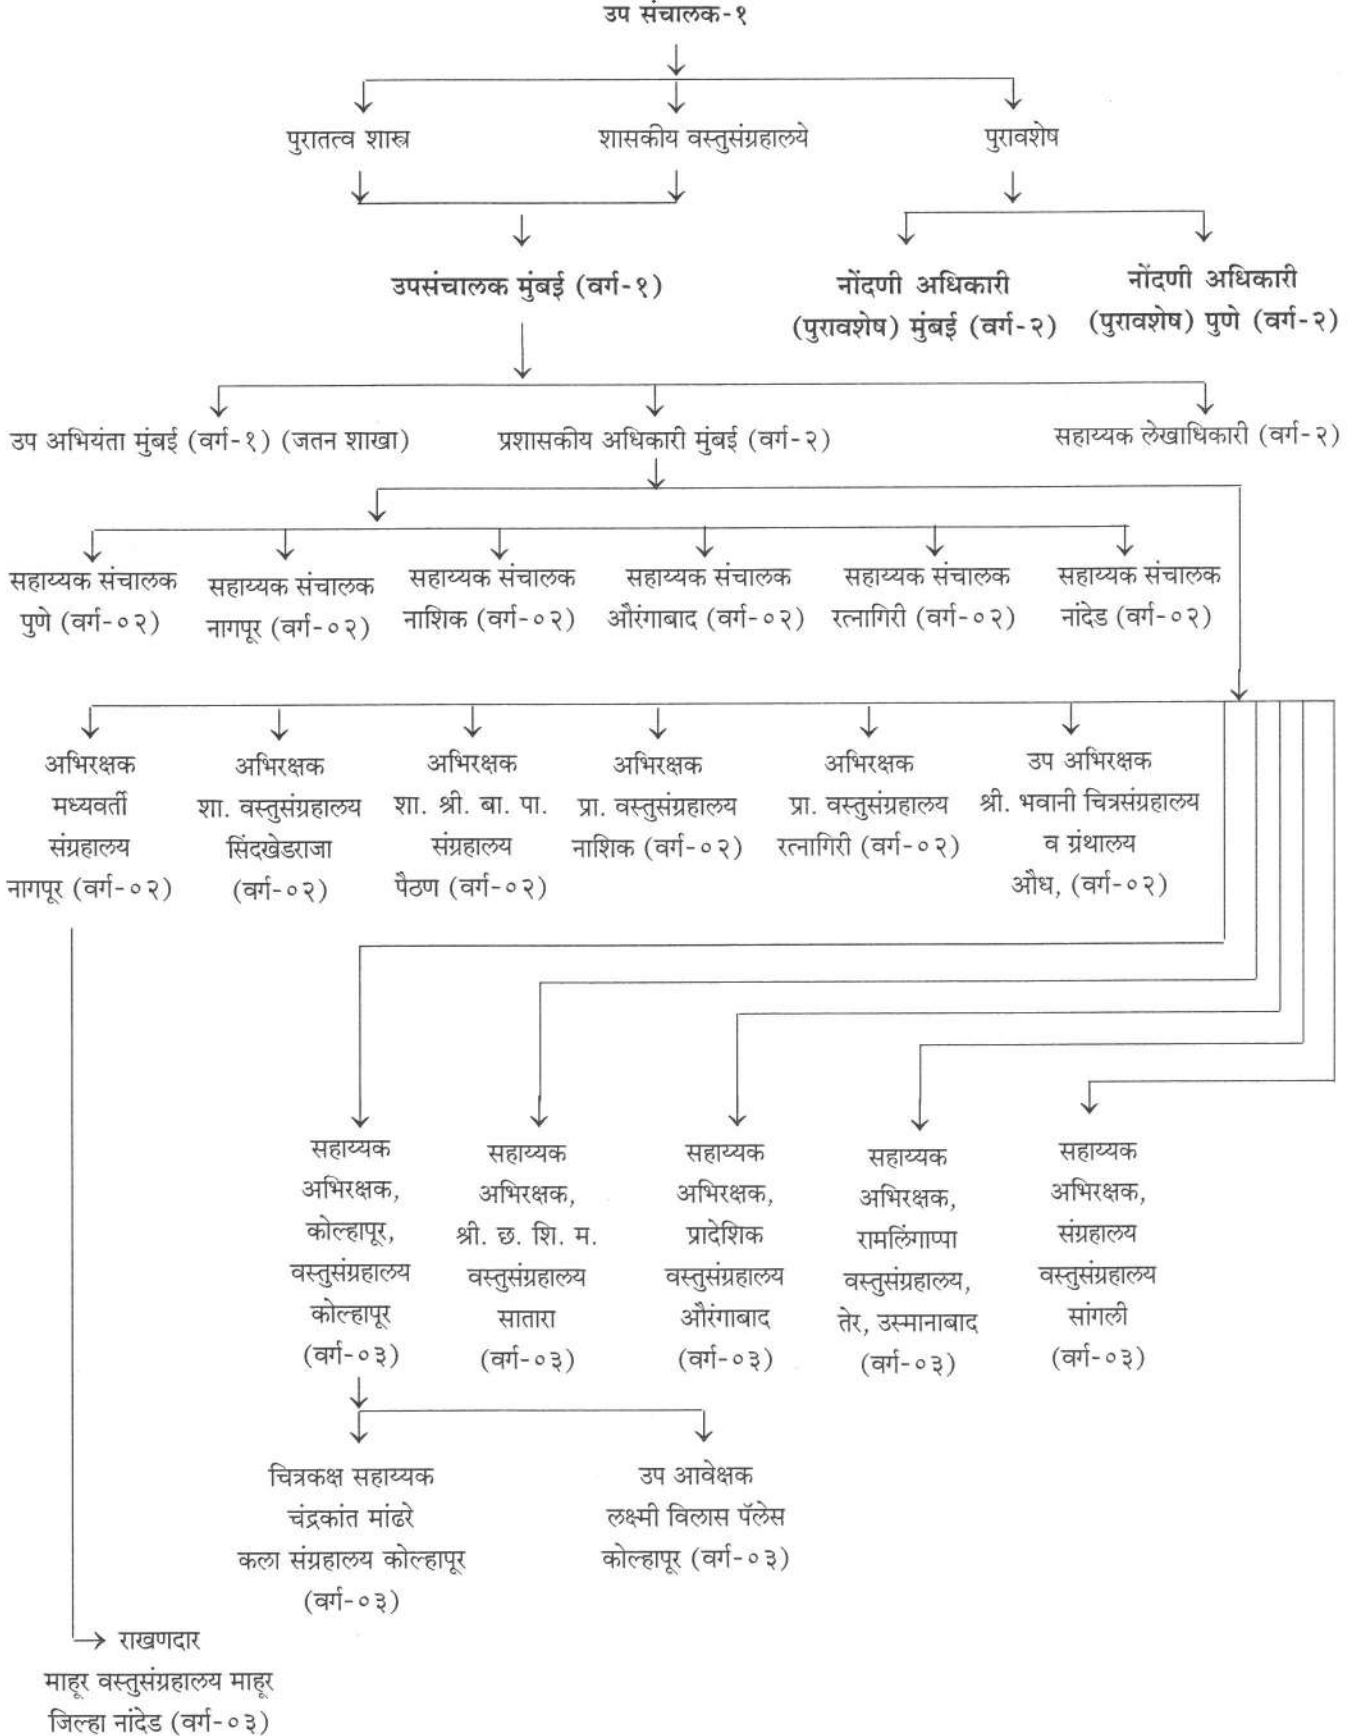 उप संचालक-१
पुरातत्व शास्त्र
शासकीय वस्तुसंग्रहालये
पुरावशेष
उपसंचालक मुंबई (वर्ग-१)
नोंदणी अधिकारी
(पुरावशेष) मुंबई (वर्ग-२)
नोंदणी अधिकारी
(पुरावशेष) पुणे (वर्ग-२)
उप अभियंता मुंबई (वर्ग-१) (जतन शाखा)
प्रशासकीय अधिकारी मुंबई (वर्ग-२)
सहाय्यक लेखाधिकारी (वर्ग-२)
सहाय्यक संचालक
पुणे (वर्ग-०२)
सहाय्यक संचालक
नागपूर (वर्ग-०२)
सहाय्यक संचालक
नाशिक (वर्ग-०२)
सहाय्यक संचालक
औरंगाबाद (वर्ग-०२)
सहाय्यक संचालक
रत्नागिरी (वर्ग-०२)
सहाय्यक संचालक
नांदेड (वर्ग-०२)
अभिरक्षक
मध्यवर्ती
संग्रहालय
नागपूर (वर्ग-०२)
अभिरक्षक
शा. वस्तुसंग्रहालय
सिंदखेडराजा
(वर्ग-०२)
अभिरक्षक
शा. श्री. बा. पा.
संग्रहालय
पैठण (वर्ग-०२)
अभिरक्षक
प्रा. वस्तुसंग्रहालय
नाशिक (वर्ग-०२)
अभिरक्षक
प्रा. वस्तुसंग्रहालय
रत्नागिरी (वर्ग-०२)
उप अभिरक्षक
श्री. भवानी चित्रसंग्रहालय
व ग्रंथालय
औध, (वर्ग-०२)
सहाय्यक
अभिरक्षक,
कोल्हापूर,
वस्तुसंग्रहालय
कोल्हापूर
(वर्ग-०३)
सहाय्यक
अभिरक्षक,
श्री. छ. शि. म.
वस्तुसंग्रहालय
सातारा
(वर्ग-०३)
सहाय्यक
अभिरक्षक,
प्रादेशिक
वस्तुसंग्रहालय
औरंगाबाद
(वर्ग-०३)
सहाय्यक
अभिरक्षक,
रामलिंगाप्पा
वस्तुसंग्रहालय,
तेर, उस्मानाबाद
(वर्ग-०३)
सहाय्यक
अभिरक्षक,
संग्रहालय
वस्तुसंग्रहालय
सांगली
(वर्ग-०३)
चित्रकक्ष सहाय्यक
चंद्रकांत मांढरे
कला संग्रहालय कोल्हापूर
(वर्ग-०३)
उप आवेक्षक
लक्ष्मी विलास पॅलेस
कोल्हापूर (वर्ग-०३)
राखणदार
माहूर वस्तुसंग्रहालय माहूर
जिल्हा नांदेड (वर्ग-०३)